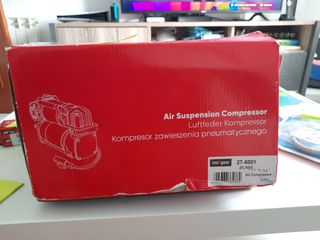 Air Suspension Compressor
Luftfeder Kompressor
Kompresor zawieszenia pneumatycznego
27-6001
Air Compressor